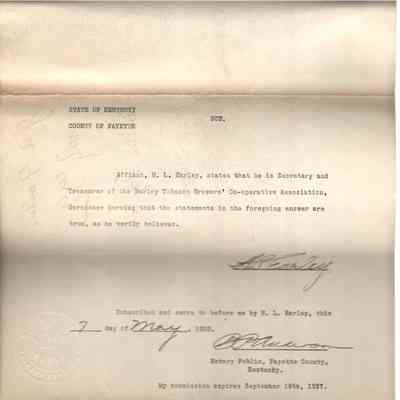 STATE OF KENTUCKY
SCT.
COUNTY OF FAYETTE
Affiant, H. L. Earley, states that he is Secretary and
Treasurer of the Burley Tobacco Growers' Co-operative Association,
Garnishee herein, that the statements in the foregoing answer are
true, as he verily believes.
Subscribed and sworn to before me by H. L. Earley, this
7 day of May,
Notary Public, Fayette County,
Kentucky.
My commission expires September 18th, 1927.